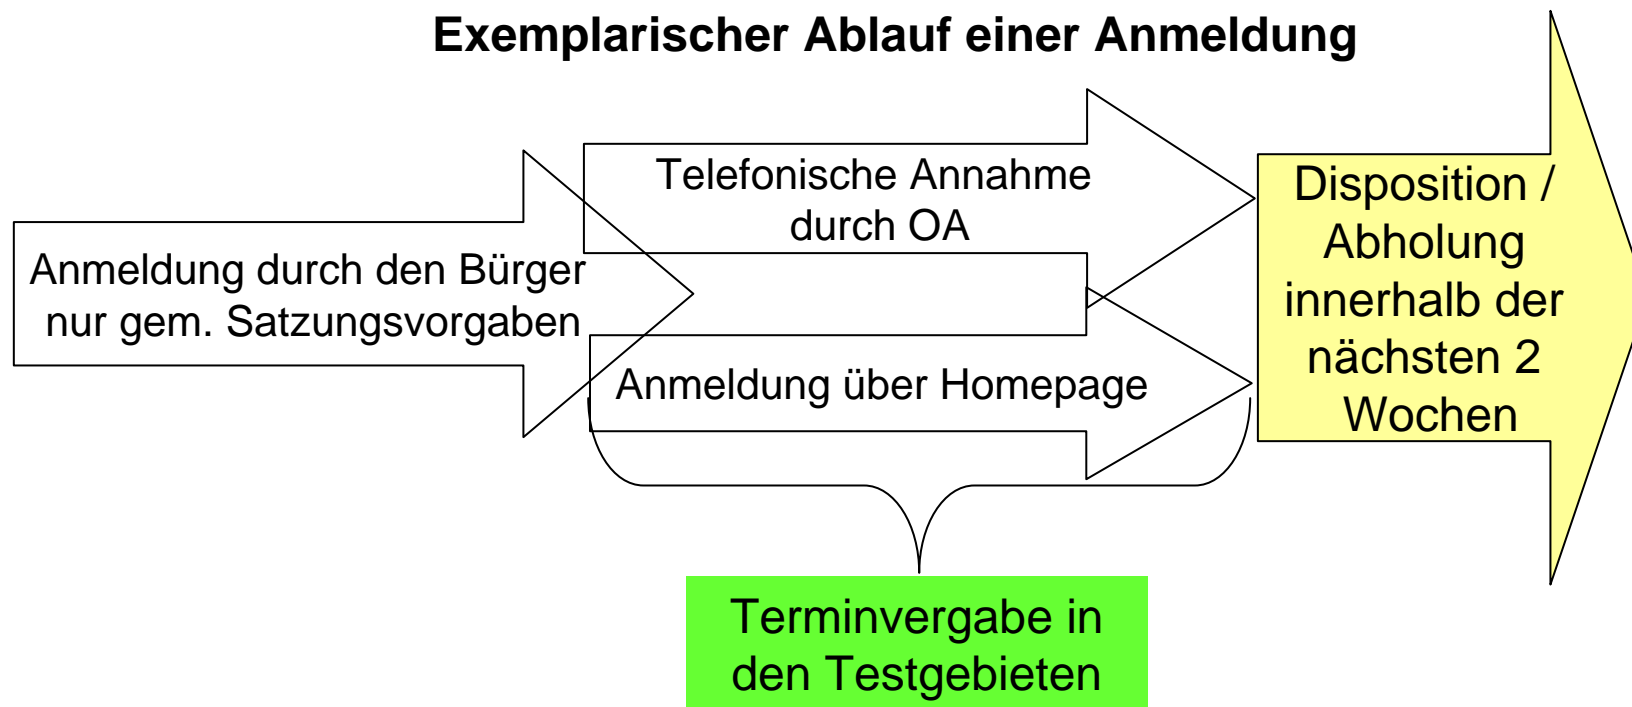 Exemplarischer Ablauf einer Anmeldung
Anmeldung durch den Bürger
nur gem. Satzungsvorgaben
Telefonische Annahme
durch OA
Anmeldung über Homepage
Disposition /
Abholung
innerhalb der
nächsten 2
Wochen
Terminvergabe in
den Testgebieten